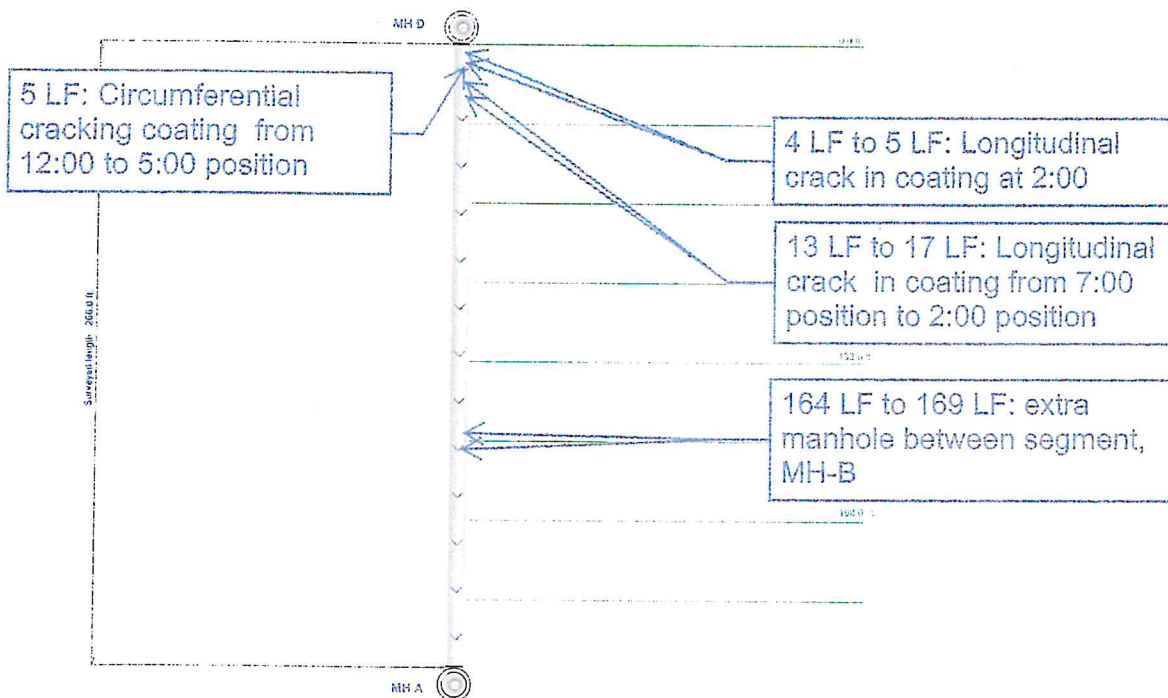 MH D
5 LF: Circumferential
cracking coating from
12:00 to 5:00 position
4 LF to 5 LF: Longitudinal
crack in coating at 2:00
13 LF to 17 LF: Longitudinal
crack in coating from 7:00
position to 2:00 position
164 LF to 169 LF: extra
manhole between segment,
MH-B
Surveyed length
MH A